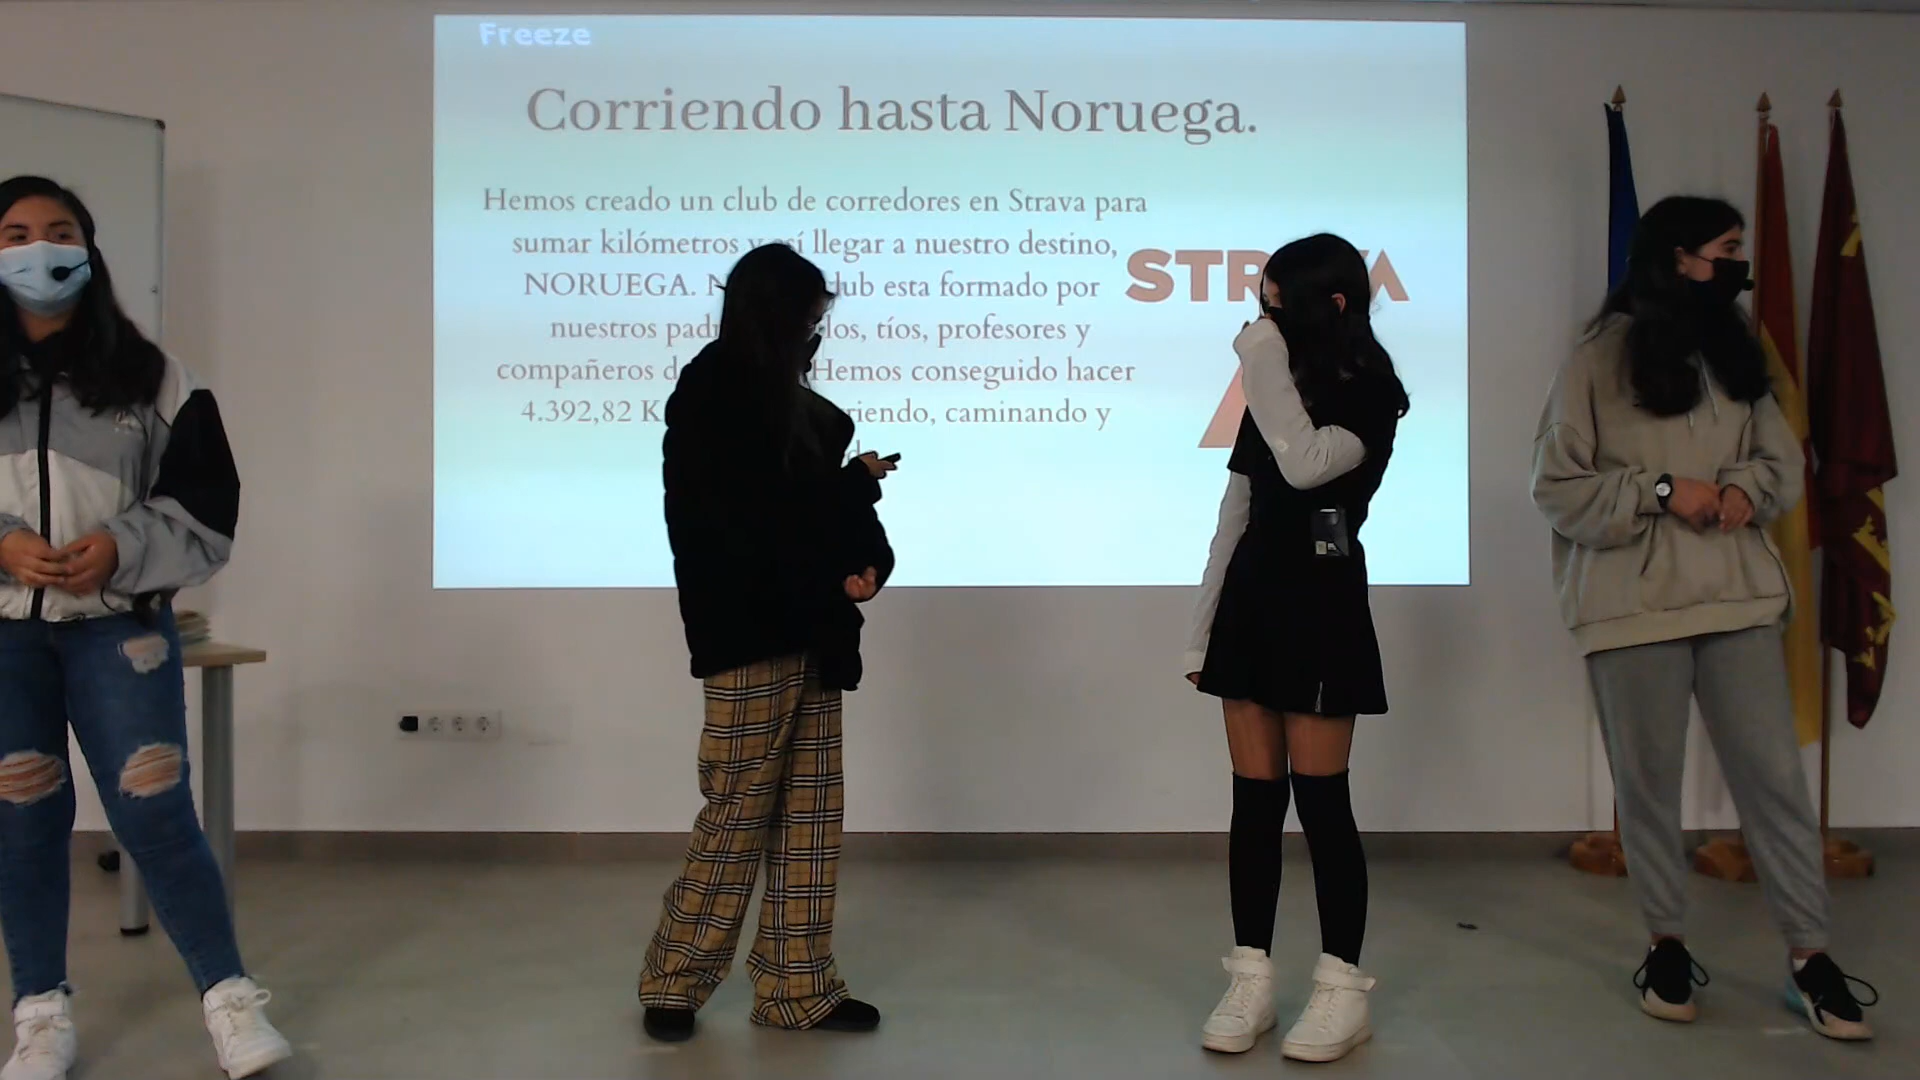 Freeze
Corriendo hasta Noruega.
Hemos creado un club de corredores en Strava para
sumar kilómetros y así llegar a nuestro destino,
NORUEGA. club esta formado por
nuestros tíos, profesores y
compañeros Hemos conseguido hacer
4.392,82 caminando y
STRAVA